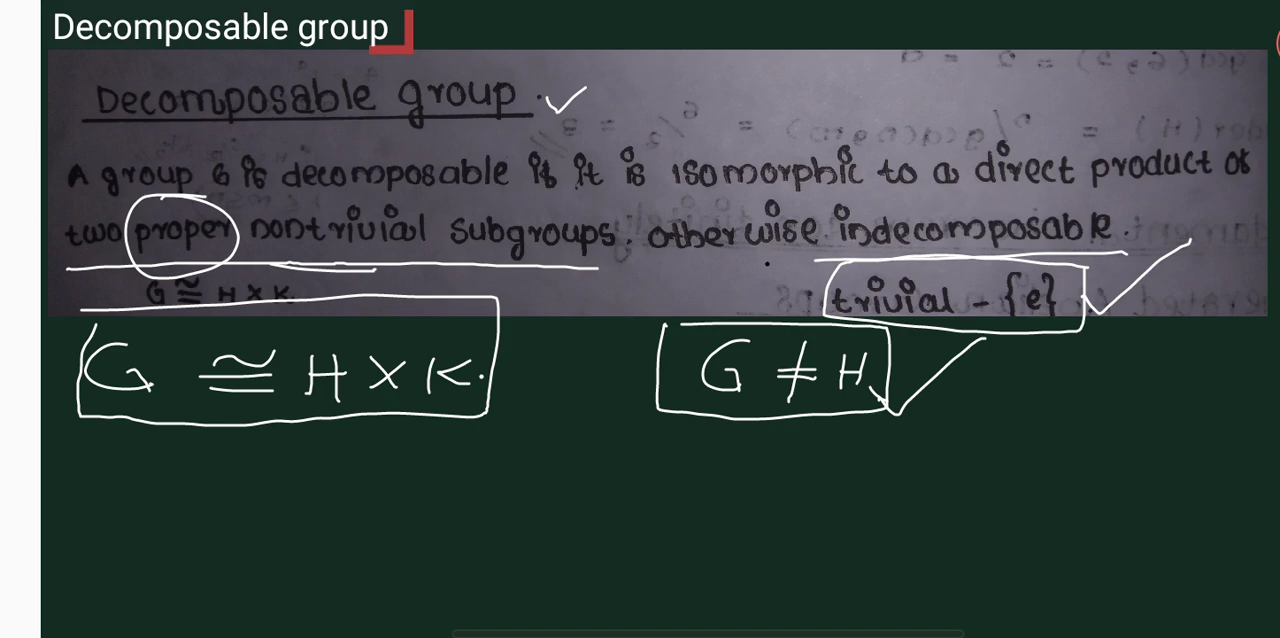 Decomposable group
Decomposable group.
A group G is decomposable if it is isomorphic to a direct product of
two proper nontrivial subgroups. otherwise indecomposable.
G ≅ H X K.
trivial - {e}
G ≅ H X K.
G ≠ H